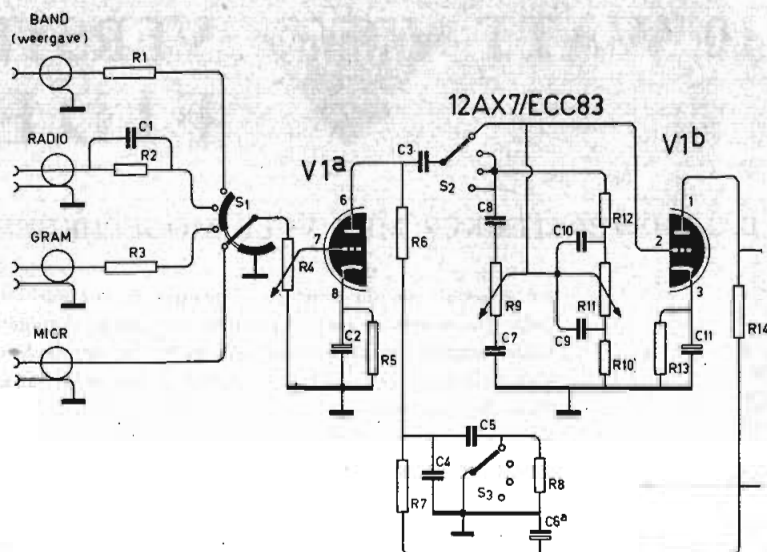 BAND
(weergave)
R1
C1
RADIO
R2
S1
GRAM
R3
MICR
12AX7/ECC83
V1a
C3
S2
V1b
6
7
8
R4
R6
C2
R5
C8
R12
C10
R9
R11
C9
C7
R10
1
2
3
R13
C11
R14
C5
C4
S3
R7
R8
C6a